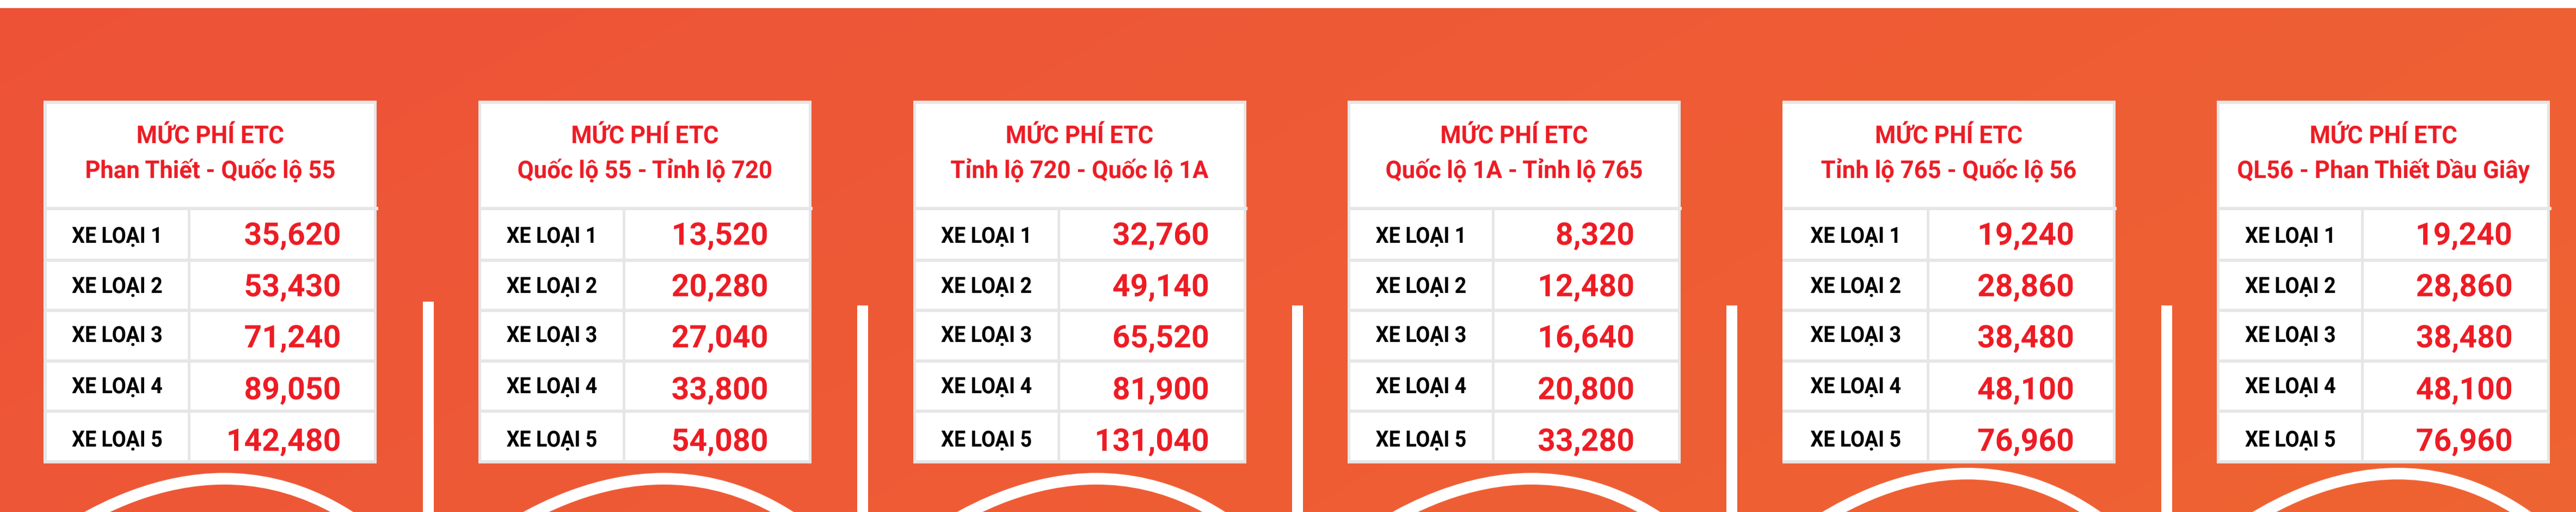 MỨC PHÍ ETC
Phan Thiết - Quốc lộ 55
XE LOẠI 1 35,620
XE LOẠI 2 53,430
XE LOẠI 3 71,240
XE LOẠI 4 89,050
XE LOẠI 5 142,480
MỨC PHÍ ETC
Quốc lộ 55 - Tỉnh lộ 720
XE LOẠI 1 13,520
XE LOẠI 2 20,280
XE LOẠI 3 27,040
XE LOẠI 4 33,800
XE LOẠI 5 54,080
MỨC PHÍ ETC
Tỉnh lộ 720 - Quốc lộ 1A
XE LOẠI 1 32,760
XE LOẠI 2 49,140
XE LOẠI 3 65,520
XE LOẠI 4 81,900
XE LOẠI 5 131,040
MỨC PHÍ ETC
Quốc lộ 1A - Tỉnh lộ 765
XE LOẠI 1 8,320
XE LOẠI 2 12,480
XE LOẠI 3 16,640
XE LOẠI 4 20,800
XE LOẠI 5 33,280
MỨC PHÍ ETC
Tỉnh lộ 765 - Quốc lộ 56
XE LOẠI 1 19,240
XE LOẠI 2 28,860
XE LOẠI 3 38,480
XE LOẠI 4 48,100
XE LOẠI 5 76,960
MỨC PHÍ ETC
QL56 - Phan Thiết Dầu Giây
XE LOẠI 1 19,240
XE LOẠI 2 28,860
XE LOẠI 3 38,480
XE LOẠI 4 48,100
XE LOẠI 5 76,960